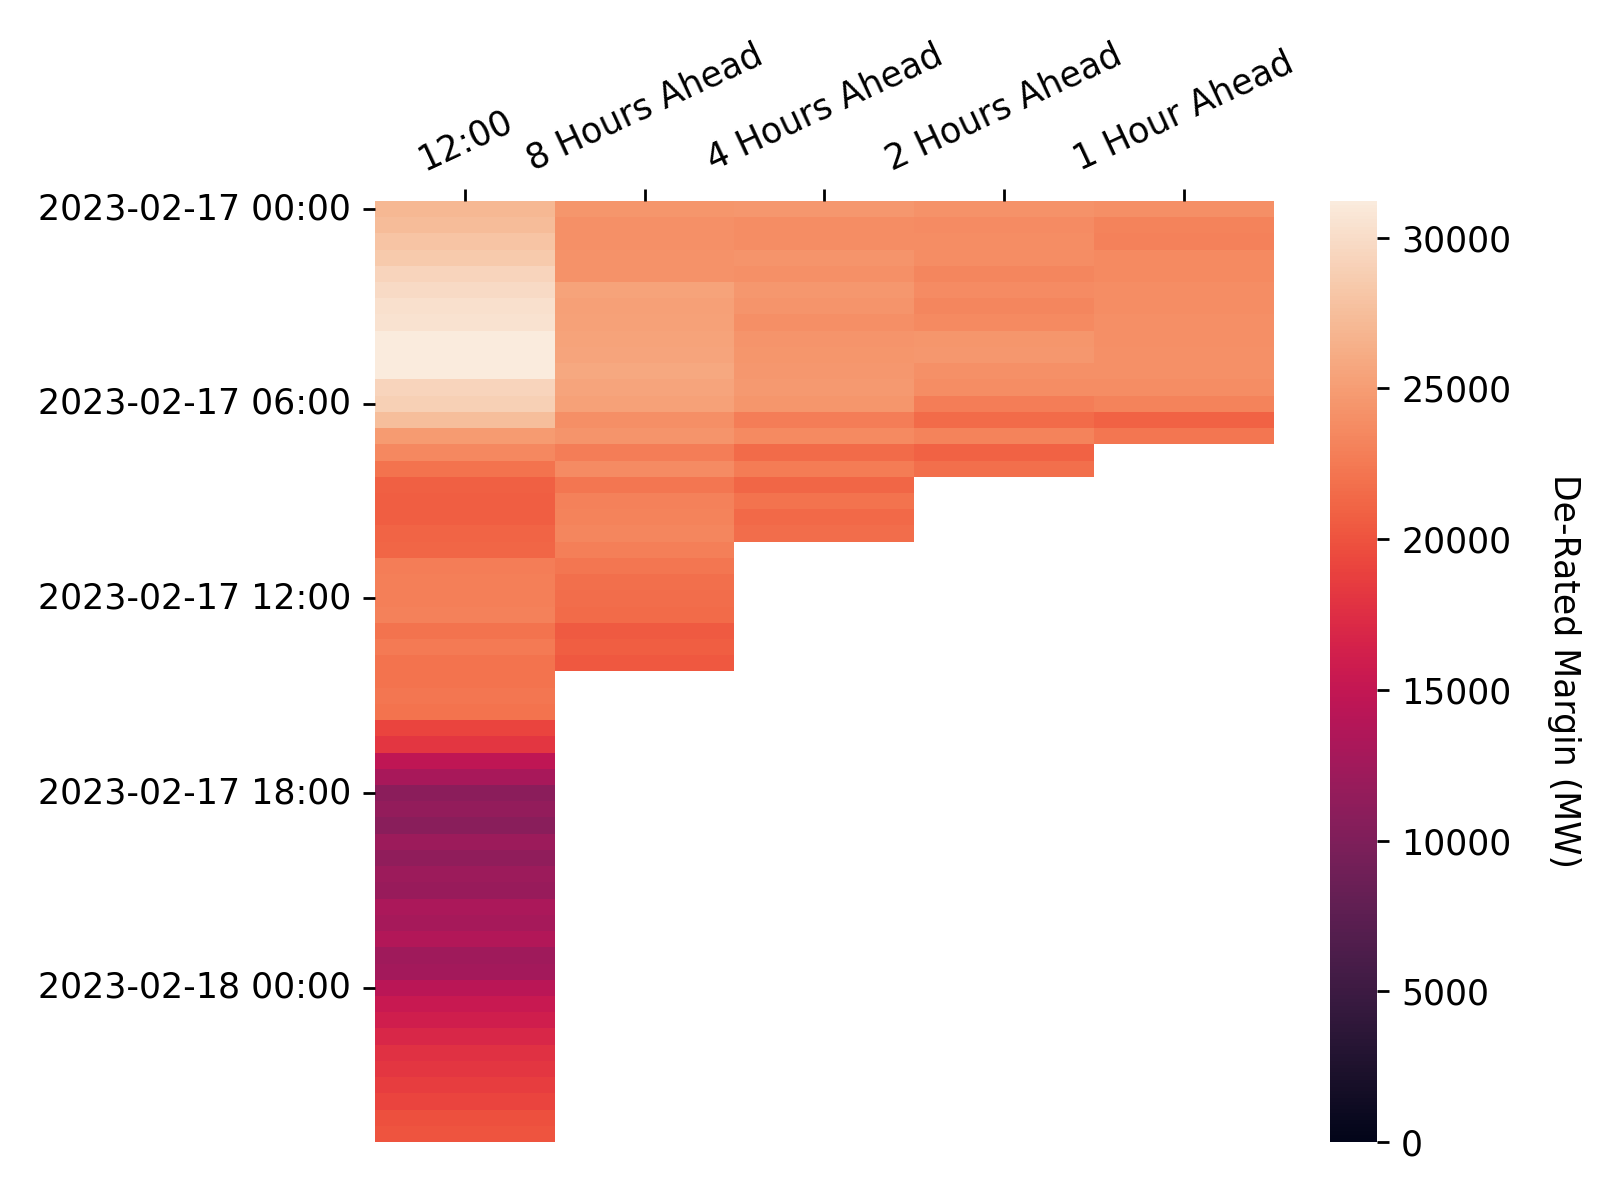 12:00
8 Hours Ahead
4 Hours Ahead
2 Hours Ahead
1 Hour Ahead
2023-02-17 00:00
2023-02-17 06:00
2023-02-17 12:00
2023-02-17 18:00
2023-02-18 00:00
30000
25000
20000
15000
10000
5000
0
De-Rated Margin (MW)